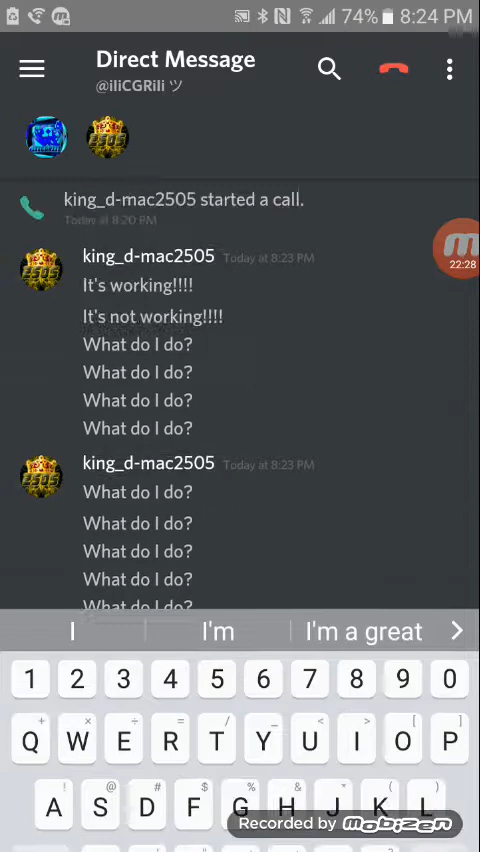 74% 8:24 PM
Direct Message
@iliCGRili ツ
2505
king_d-mac2505 started a call.
Today at 8:20 PM
22:28
king_d-mac2505 Today at 8:23 PM
2505
It's working!!!!
It's not working!!!!
What do I do?
What do I do?
What do I do?
What do I do?
king_d-mac2505 Today at 8:23 PM
2505
What do I do?
What do I do?
What do I do?
What do I do?
What do I do?
I I'm I'm a great
1 2 3 4 5 6 7 8 9 0
+ × ÷ = / _ < > [ ]
Q W E R T Y U I O P
! @ # $ % & * ( )
A S D F G H J K L
Recorded by mobizen